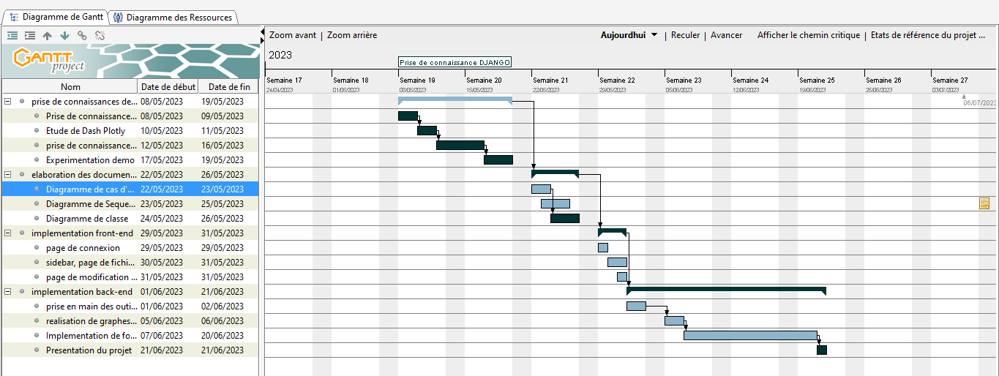 Diagramme de Gantt
Diagramme des Ressources
Zoom avant | Zoom arrière
Aujourdhui | Reculer | Avancer
Afficher le chemin critique | Etats de référence du projet ...
GANTT
project
2023
Prise de connaissance DJANGO
Semaine 17 Semaine 18 Semaine 19 Semaine 20 Semaine 21 Semaine 22 Semaine 23 Semaine 24 Semaine 25 Semaine 26 Semaine 27
24/04/2023 01/05/2023 08/05/2023 15/05/2023 22/05/2023 29/05/2023 05/06/2023 12/06/2023 19/06/2023 26/06/2023 3/07/2023
06/07/2023
Nom Date de début Date de fin
prise de connaissances de... 08/05/2023 19/05/2023
Prise de connaissance... 08/05/2023 09/05/2023
Etude de Dash Plotly 10/05/2023 11/05/2023
prise de connaissance... 12/05/2023 16/05/2023
Experimentation demo 17/05/2023 19/05/2023
elaboration des documen... 22/05/2023 26/05/2023
Diagramme de cas d'... 22/05/2023 23/05/2023
Diagramme de Seque... 23/05/2023 25/05/2023
Diagramme de classe 24/05/2023 26/05/2023
implementation front-end 29/05/2023 31/05/2023
page de connexion 29/05/2023 29/05/2023
sidebar, page de fichi... 30/05/2023 31/05/2023
page de modification ... 31/05/2023 31/05/2023
implementation back-end 01/06/2023 21/06/2023
prise en main des outi... 01/06/2023 02/06/2023
realisation de graphes... 05/06/2023 06/06/2023
Implementation de fo... 07/06/2023 20/06/2023
Presentation du projet 21/06/2023 21/06/2023